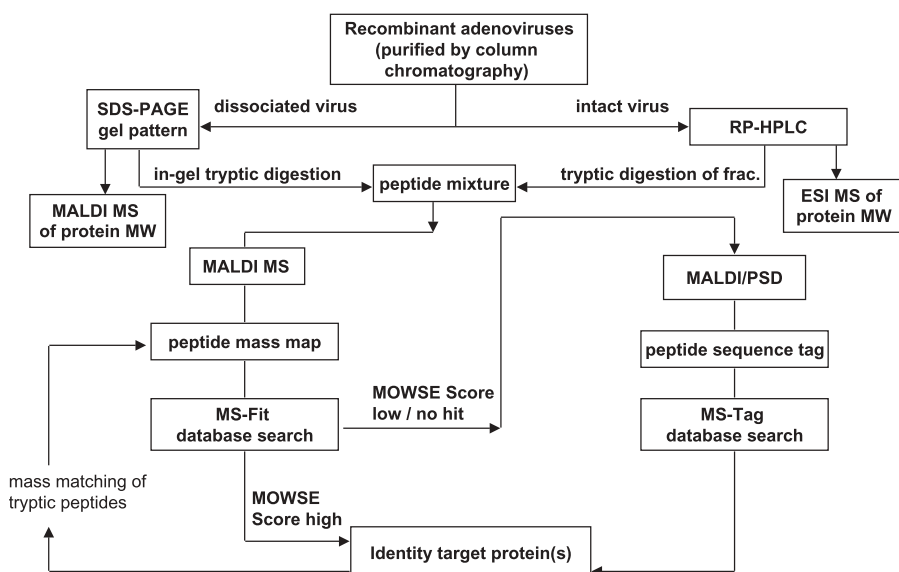 Recombinant adenoviruses
(purified by column
chromatography)
dissociated virus
intact virus
SDS-PAGE
gel pattern
RP-HPLC
in-gel tryptic digestion
peptide mixture
tryptic digestion of frac.
MALDI MS
of protein MW
ESI MS of
protein MW
MALDI MS
MALDI/PSD
peptide mass map
peptide sequence tag
MOWSE Score
low / no hit
MS-Fit
database search
MS-Tag
database search
mass matching of
tryptic peptides
MOWSE
Score high
Identity target protein(s)